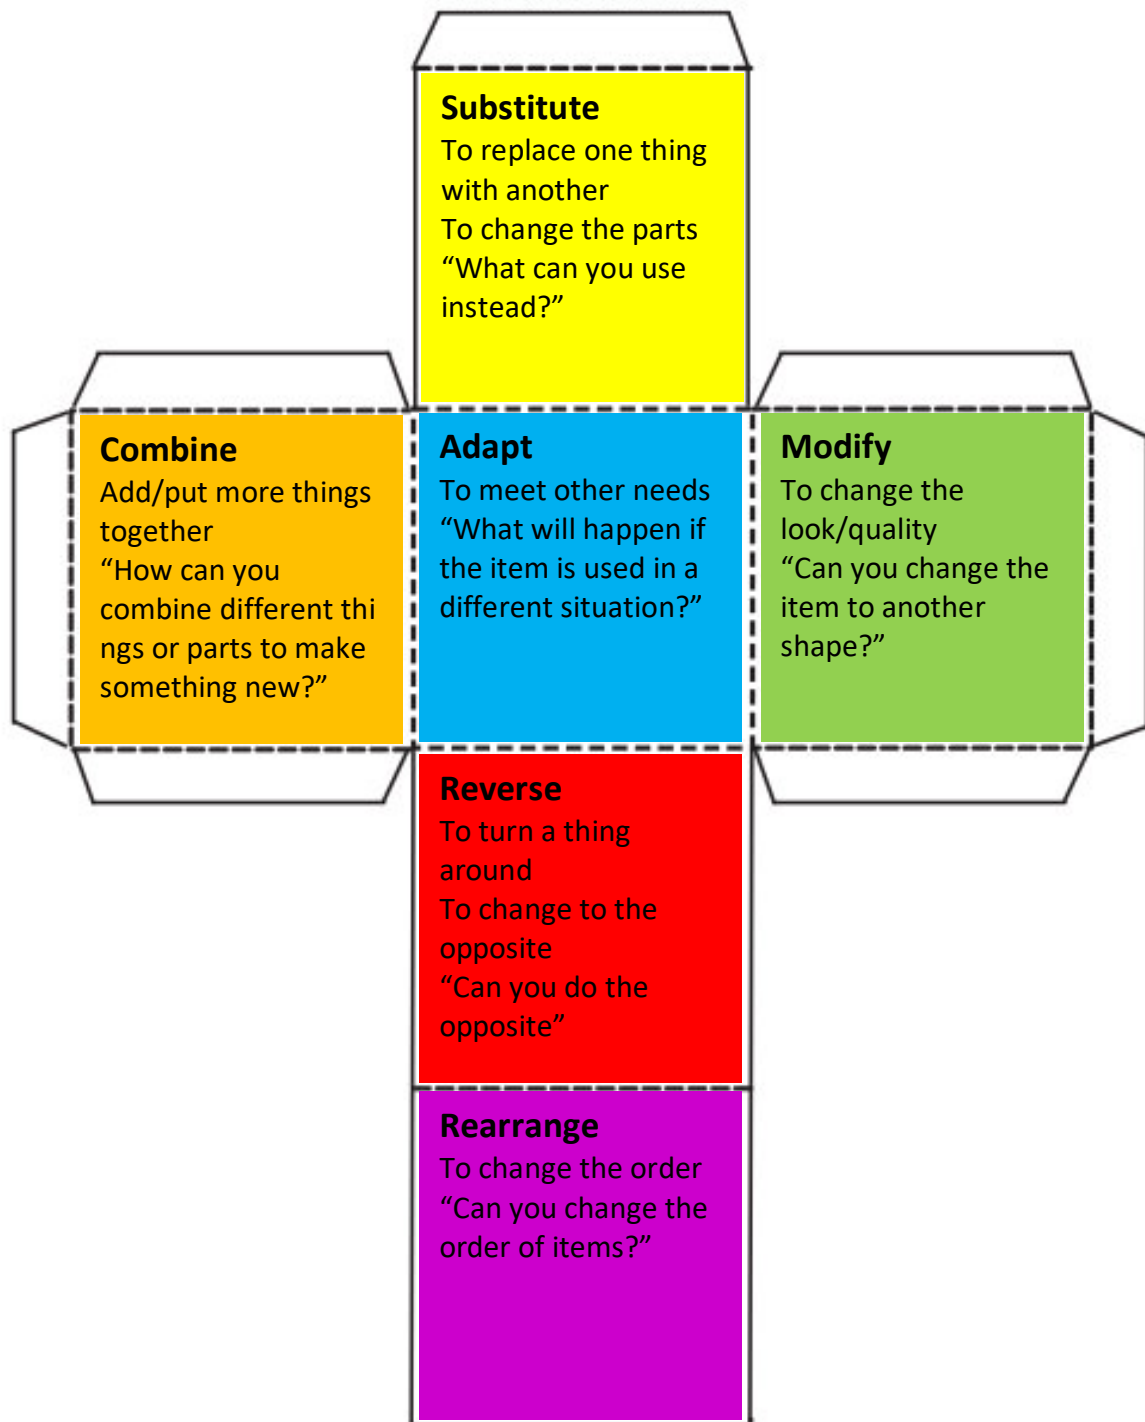 Substitute
To replace one thing
with another
To change the parts
“What can you use
instead?”
Combine
Add/put more things
together
“How can you
combine different thi
ngs or parts to make
something new?”
Adapt
To meet other needs
“What will happen if
the item is used in a
different situation?”
Modify
To change the
look/quality
“Can you change the
item to another
shape?”
Reverse
To turn a thing
around
To change to the
opposite
“Can you do the
opposite”
Rearrange
To change the order
“Can you change the
order of items?”